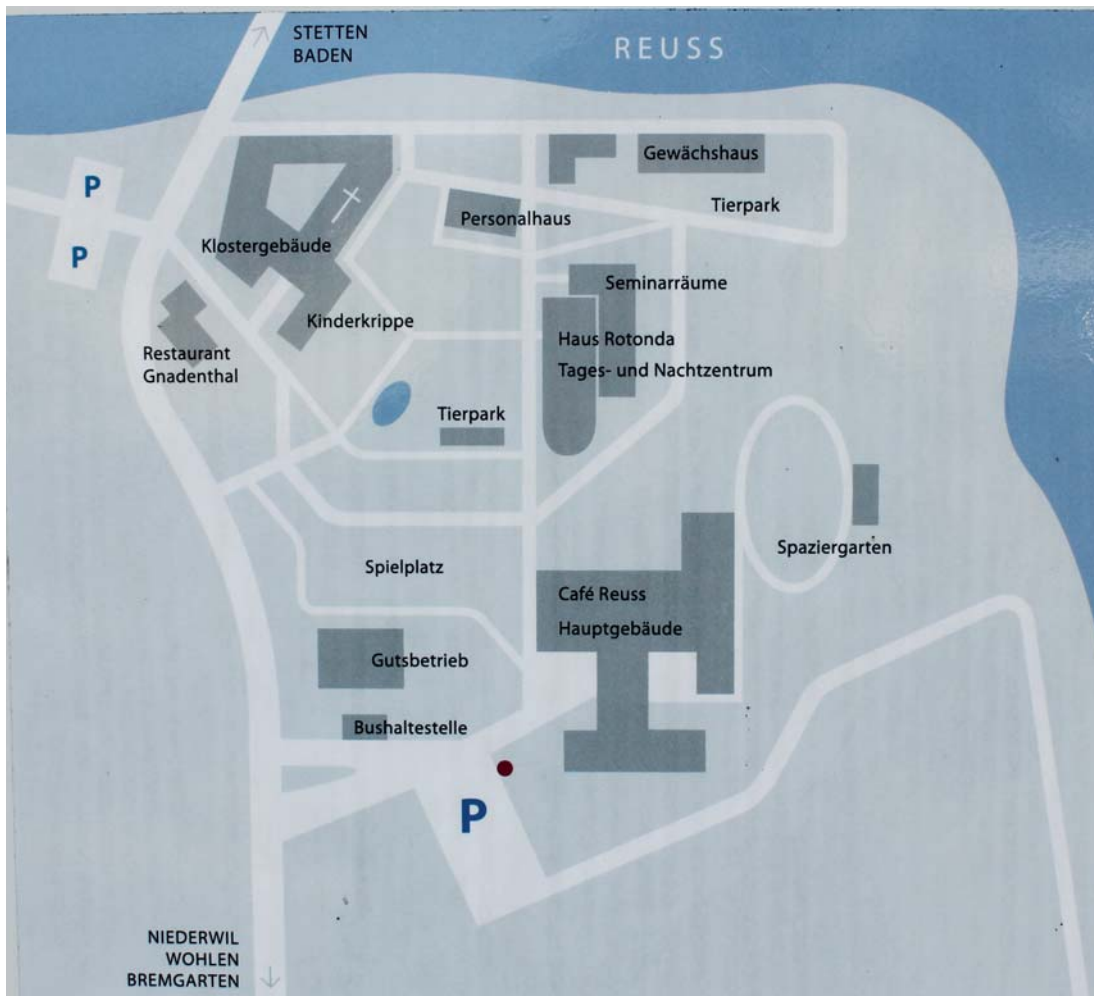 STETTEN
BADEN
REUSS
Gewächshaus
P
Personalhaus
Tierpark
Klostergebäude
P
Seminarräume
Kinderkrippe
Haus Rotonda
Restaurant
Gnadenthal
Tages- und Nachtzentrum
Tierpark
Spaziergarten
Spielplatz
Café Reuss
Hauptgebäude
Gutsbetrieb
Bushaltestelle
P
NIEDERWIL
WOHLEN
BREMGARTEN